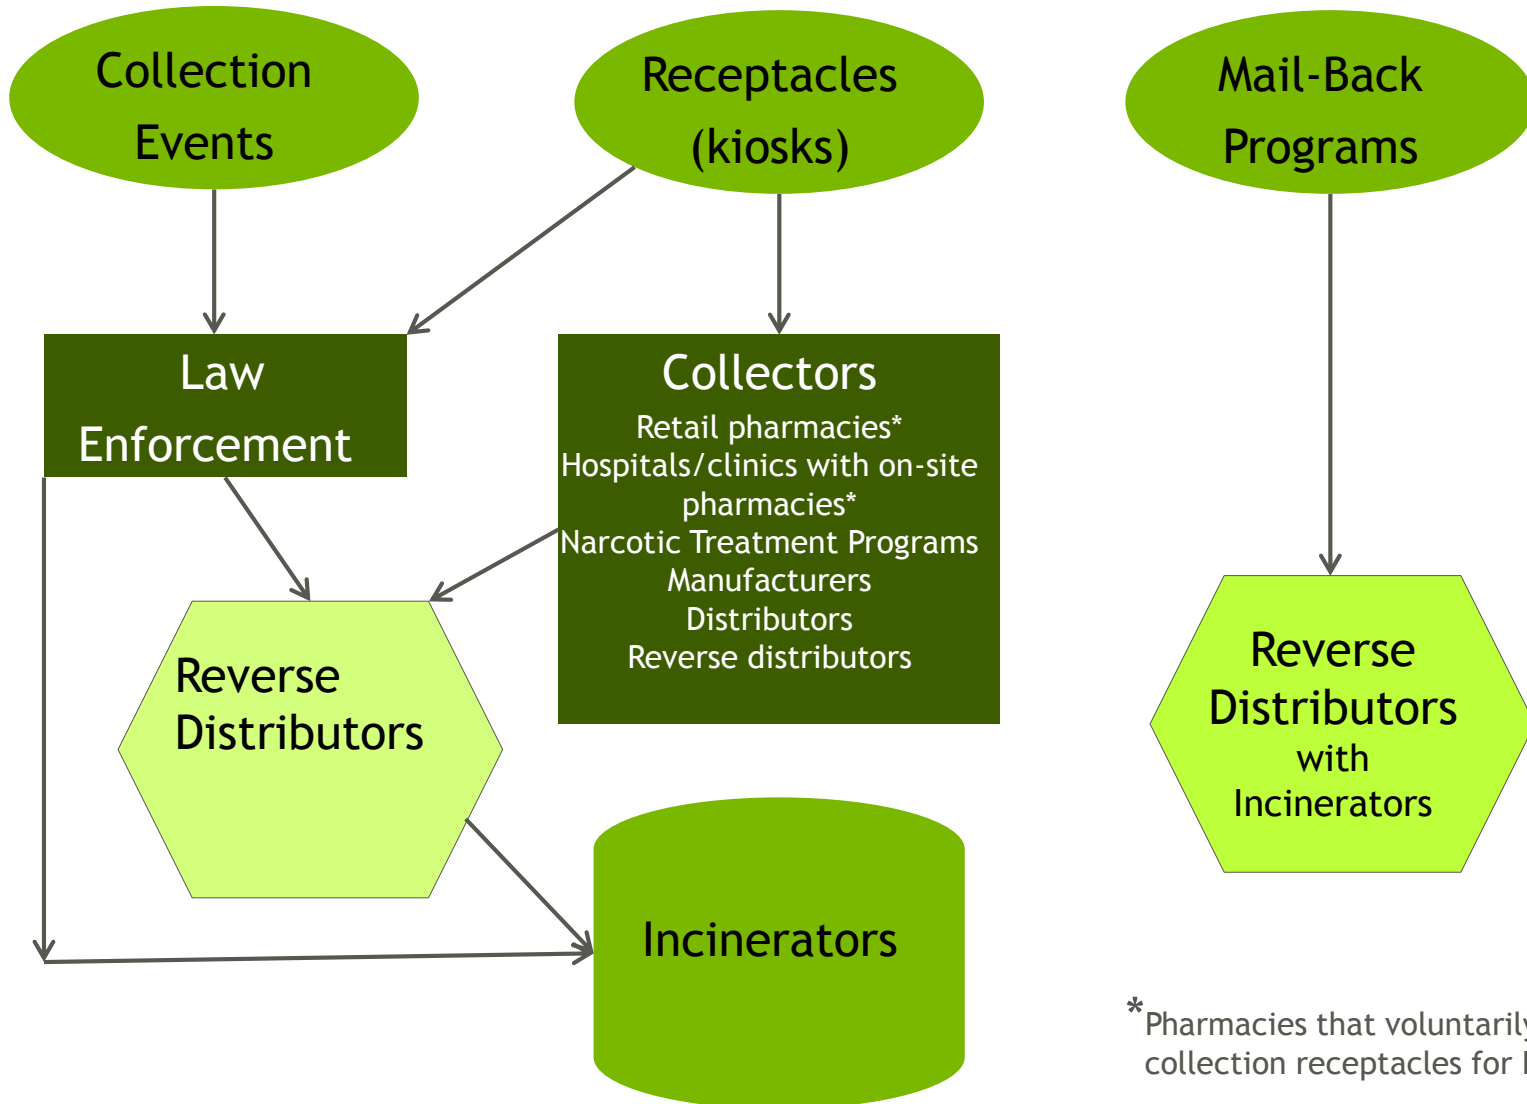 Collection
Events
Receptacles
(kiosks)
Mail-Back
Programs
Law
Enforcement
Collectors
Retail pharmacies*
Hospitals/clinics with on-site
pharmacies*
Narcotic Treatment Programs
Manufacturers
Distributors
Reverse distributors
Reverse
Distributors
Reverse
Distributors
with
Incinerators
Incinerators
*Pharmacies that voluntarily
collection receptacles for